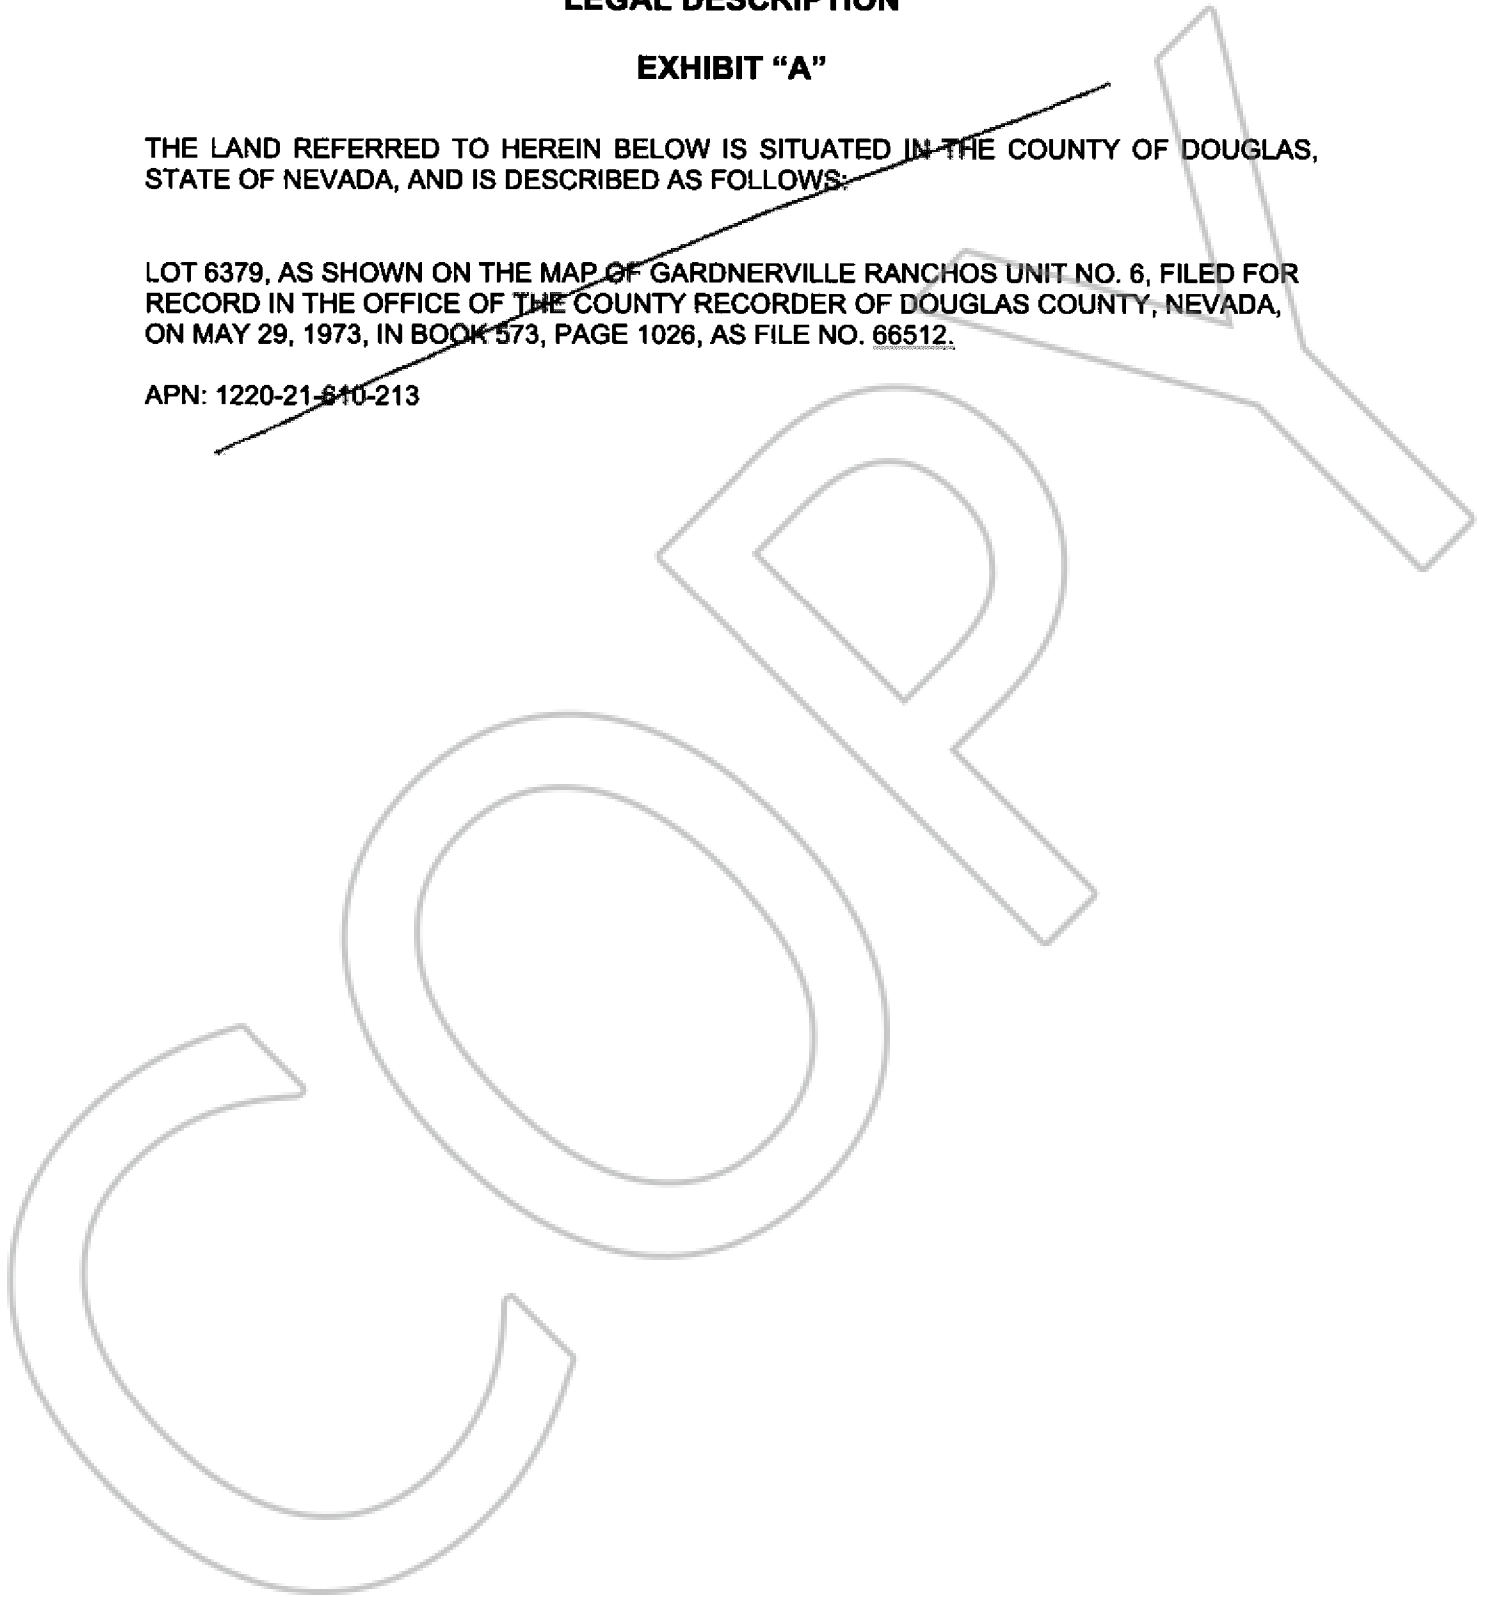 LEGAL DESCRIPTION
EXHIBIT “A”
THE LAND REFERRED TO HEREIN BELOW IS SITUATED IN THE COUNTY OF DOUGLAS,
STATE OF NEVADA, AND IS DESCRIBED AS FOLLOWS:
LOT 6379, AS SHOWN ON THE MAP OF GARDNERVILLE RANCHOS UNIT NO. 6, FILED FOR
RECORD IN THE OFFICE OF THE COUNTY RECORDER OF DOUGLAS COUNTY, NEVADA,
ON MAY 29, 1973, IN BOOK 573, PAGE 1026, AS FILE NO. 66512.
APN: 1220-21-610-213
COPY